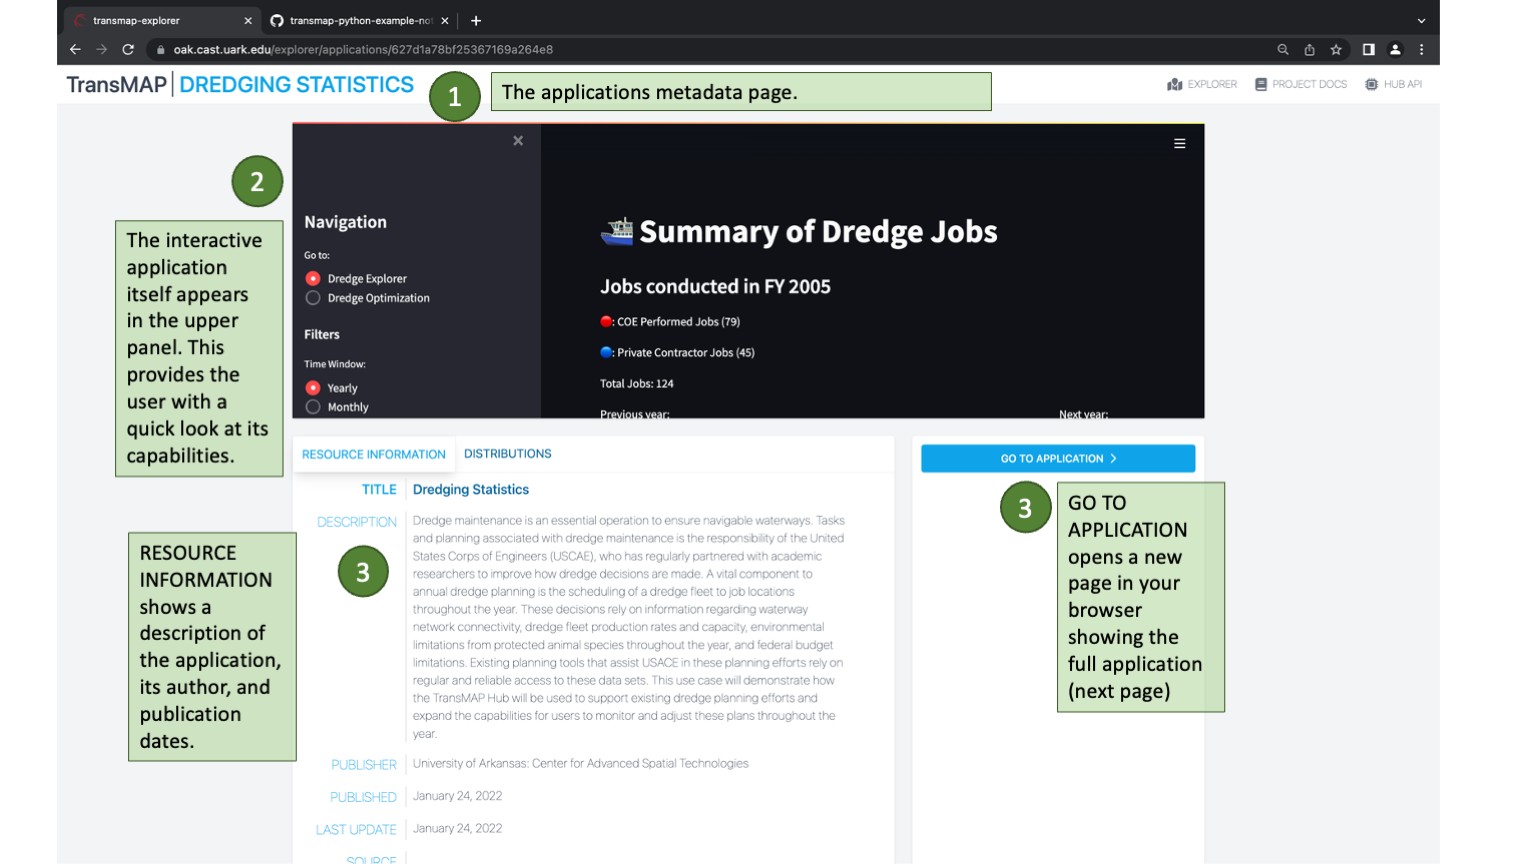 transmap-explorer
transmap-python-example-not
oak.cast.uark.edu/explorer/applications/627d1a78bf25367169a264e8
TransMAP | DREDGING STATISTICS
1
The applications metadata page.
EXPLORER
PROJECT DOCS
HUB API
2
The interactive
application
itself appears
in the upper
panel. This
provides the
user with a
quick look at its
capabilities.
Navigation
Go to:
Dredge Explorer
Dredge Optimization
Filters
Time Window:
Yearly
Monthly
Summary of Dredge Jobs
Jobs conducted in FY 2005
: COE Performed Jobs (79)
: Private Contractor Jobs (45)
Total Jobs: 124
Previous year:
Next year:
RESOURCE INFORMATION
DISTRIBUTIONS
TITLE
Dredging Statistics
DESCRIPTION
Dredge maintenance is an essential operation to ensure navigable waterways. Tasks
and planning associated with dredge maintenance is the responsibility of the United
States Corps of Engineers (USCAE), who has regularly partnered with academic
researchers to improve how dredge decisions are made. A vital component to
annual dredge planning is the scheduling of a dredge fleet to job locations
throughout the year. These decisions rely on information regarding waterway
network connectivity, dredge fleet production rates and capacity, environmental
limitations from protected animal species throughout the year, and federal budget
limitations. Existing planning tools that assist USACE in these planning efforts rely on
regular and reliable access to these data sets. This use case will demonstrate how
the TransMAP Hub will be used to support existing dredge planning efforts and
expand the capabilities for users to monitor and adjust these plans throughout the
year.
3
RESOURCE
INFORMATION
shows a
description of
the application,
its author, and
publication
dates.
PUBLISHER
University of Arkansas: Center for Advanced Spatial Technologies
PUBLISHED
January 24, 2022
LAST UPDATE
January 24, 2022
SOURCE
GO TO APPLICATION
3
GO TO
APPLICATION
opens a new
page in your
browser
showing the
full application
(next page)